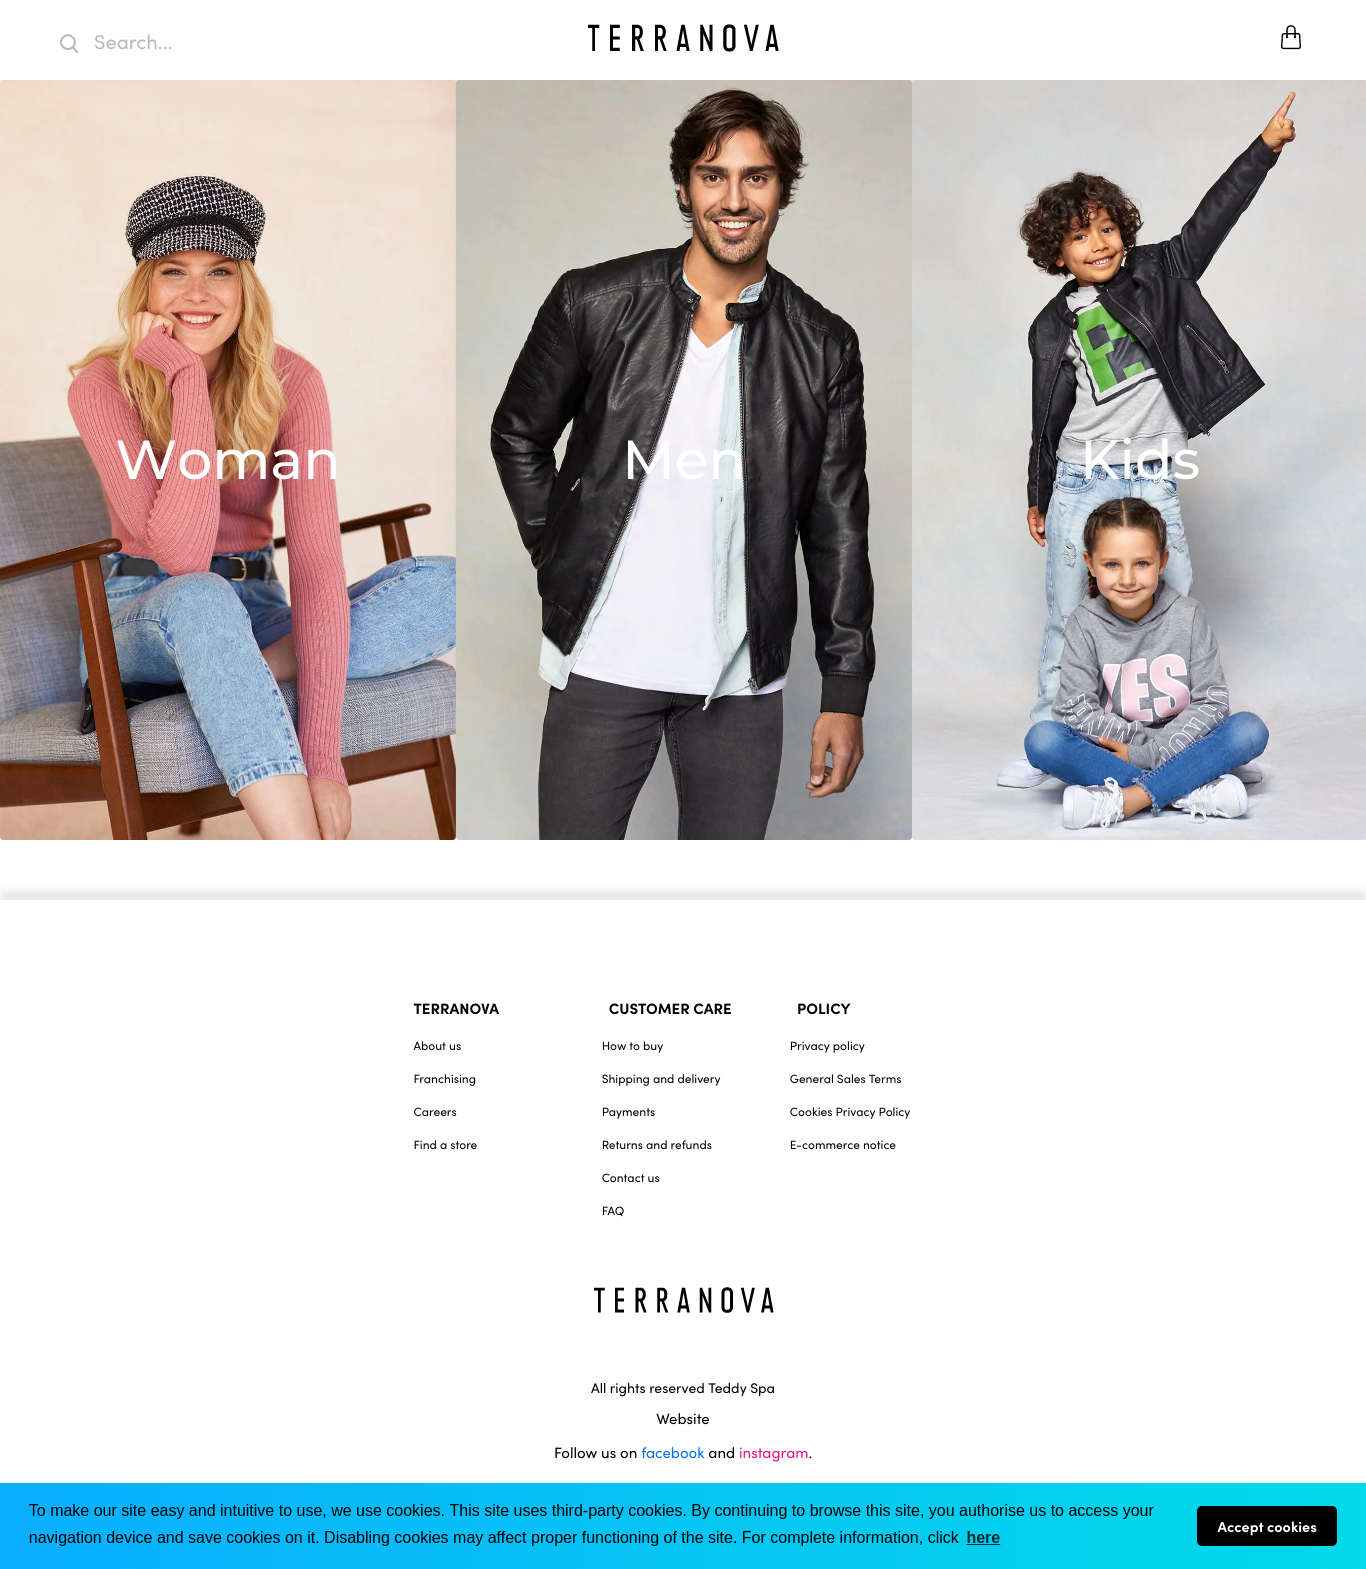 Search...
TERRANOVA
Woman
Men
Kids
E
YES
TERRANOVA
About us
Franchising
Careers
Find a store
CUSTOMER CARE
How to buy
Shipping and delivery
Payments
Returns and refunds
Contact us
FAQ
POLICY
Privacy policy
General Sales Terms
Cookies Privacy Policy
E-commerce notice
TERRANOVA
All rights reserved Teddy Spa
Website
Follow us on facebook and instagram.
To make our site easy and intuitive to use, we use cookies. This site uses third-party cookies. By continuing to browse this site, you authorise us to access your
navigation device and save cookies on it. Disabling cookies may affect proper functioning of the site. For complete information, click here
Accept cookies